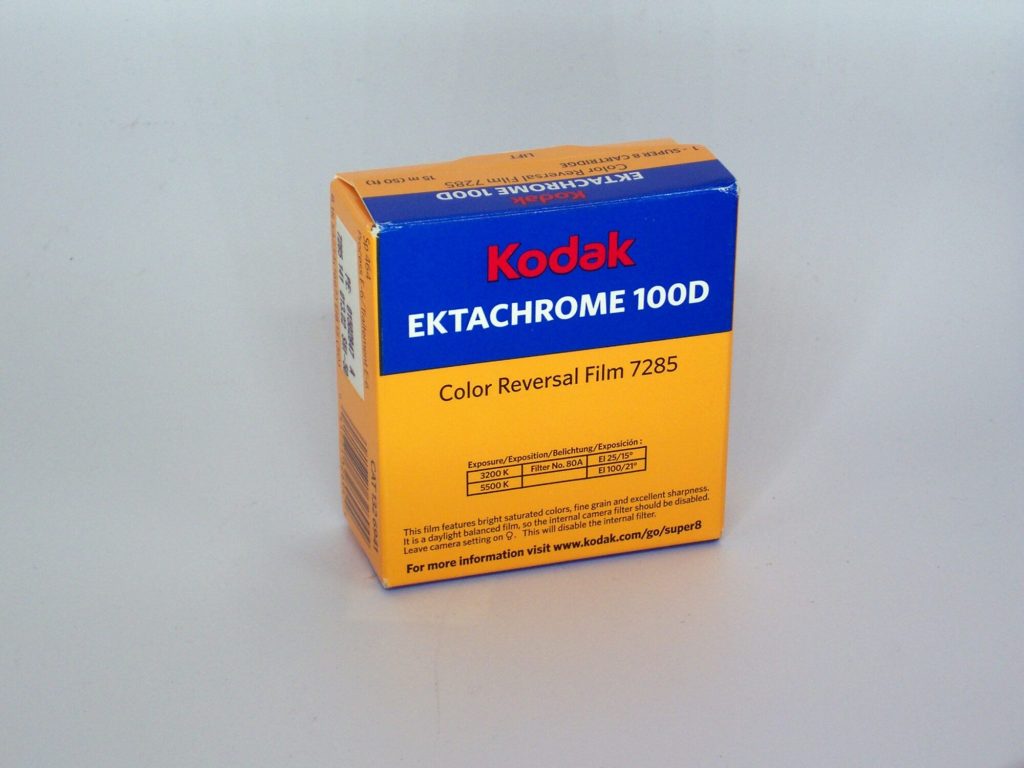 1 - SUPER 8 CARTRIDGE
LIFT
15 m (50 ft)
Color Reversal Film 7285
EKTACHROME 100D
Kodak
Kodak
EKTACHROME 100D
Color Reversal Film 7285
Exposure/Exposition/Belichtung/Exposición :
3200 K Filter No. 80A EI 25/15°
5500 K EI 100/21°
This film features bright saturated colors, fine grain and excellent sharpness.
It is a daylight balanced film, so the internal camera filter should be disabled.
Leave camera setting on . This will disable the internal filter.
For more information visit www.kodak.com/go/super8
Sp 464